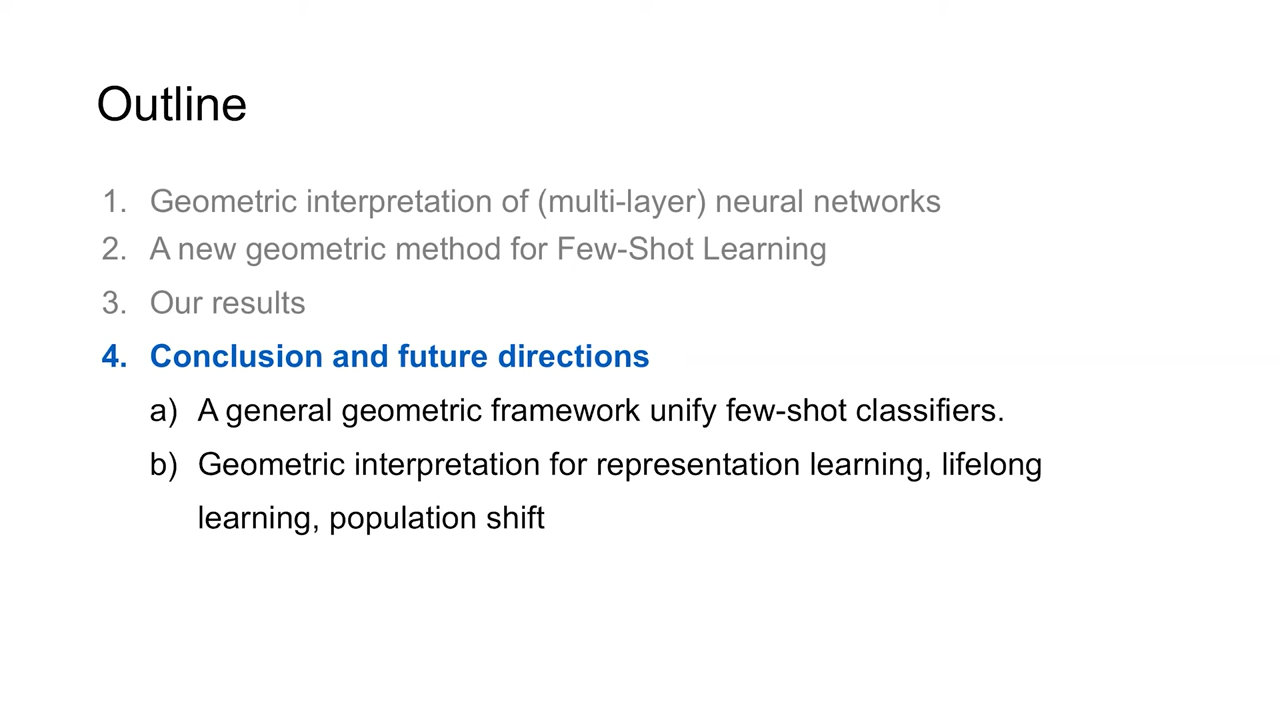 Outline
1. Geometric interpretation of (multi-layer) neural networks
2. A new geometric method for Few-Shot Learning
3. Our results
4. Conclusion and future directions
a) A general geometric framework unify few-shot classifiers.
b) Geometric interpretation for representation learning, lifelong
learning, population shift